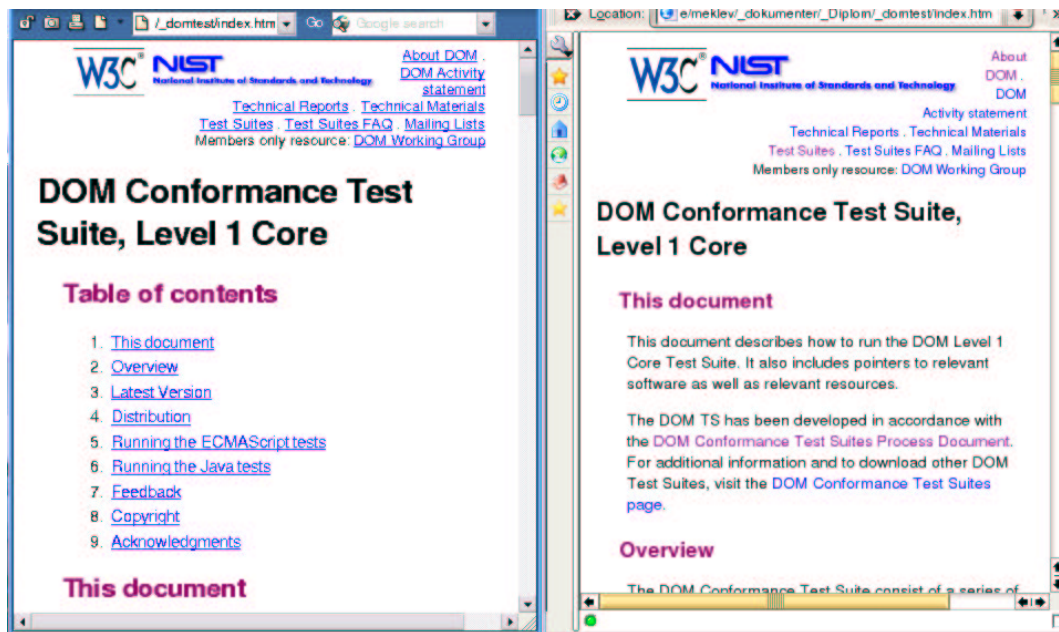 /_domtest/index.htm Go Google search
W3C® NIST
National Institute of Standards and Technology
About DOM .
DOM Activity
statement
Technical Reports . Technical Materials
Test Suites . Test Suites FAQ . Mailing Lists
Members only resource: DOM Working Group
DOM Conformance Test
Suite, Level 1 Core
Table of contents
1. This document
2. Overview
3. Latest Version
4. Distribution
5. Running the ECMAScript tests
6. Running the Java tests
7. Feedback
8. Copyright
9. Acknowledgments
This document
Location: e/meklev/_dokumenter/_Diplom/_domtest/index.htm
W3C® NIST
National Institute of Standards and Technology
About
DOM .
DOM
Activity statement
Technical Reports . Technical Materials
Test Suites . Test Suites FAQ . Mailing Lists
Members only resource: DOM Working Group
DOM Conformance Test Suite,
Level 1 Core
This document
This document describes how to run the DOM Level 1
Core Test Suite. It also includes pointers to relevant
software as well as relevant resources.
The DOM TS has been developed in accordance with
the DOM Conformance Test Suites Process Document.
For additional information and to download other DOM
Test Suites, visit the DOM Conformance Test Suites
page.
Overview
The DOM Conformance Test Suite consist of a series of